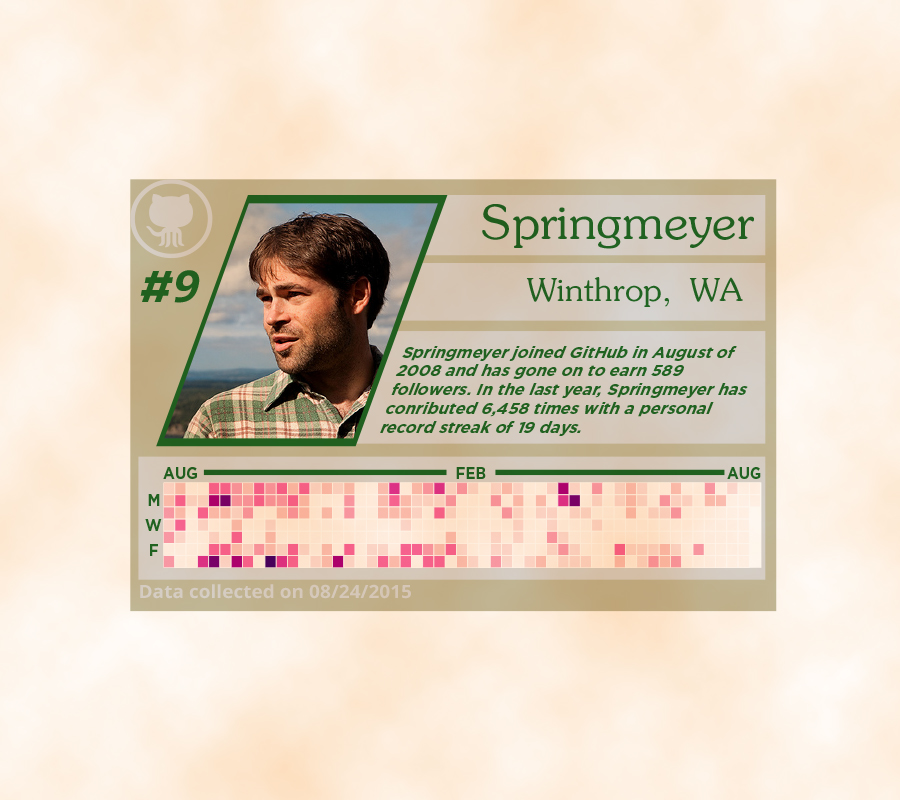 #9
Springmeyer
Winthrop, WA
Springmeyer joined GitHub in August of
2008 and has gone on to earn 589
followers. In the last year, Springmeyer has
conributed 6,458 times with a personal
record streak of 19 days.
AUG FEB AUG
M
W
F
Data collected on 08/24/2015